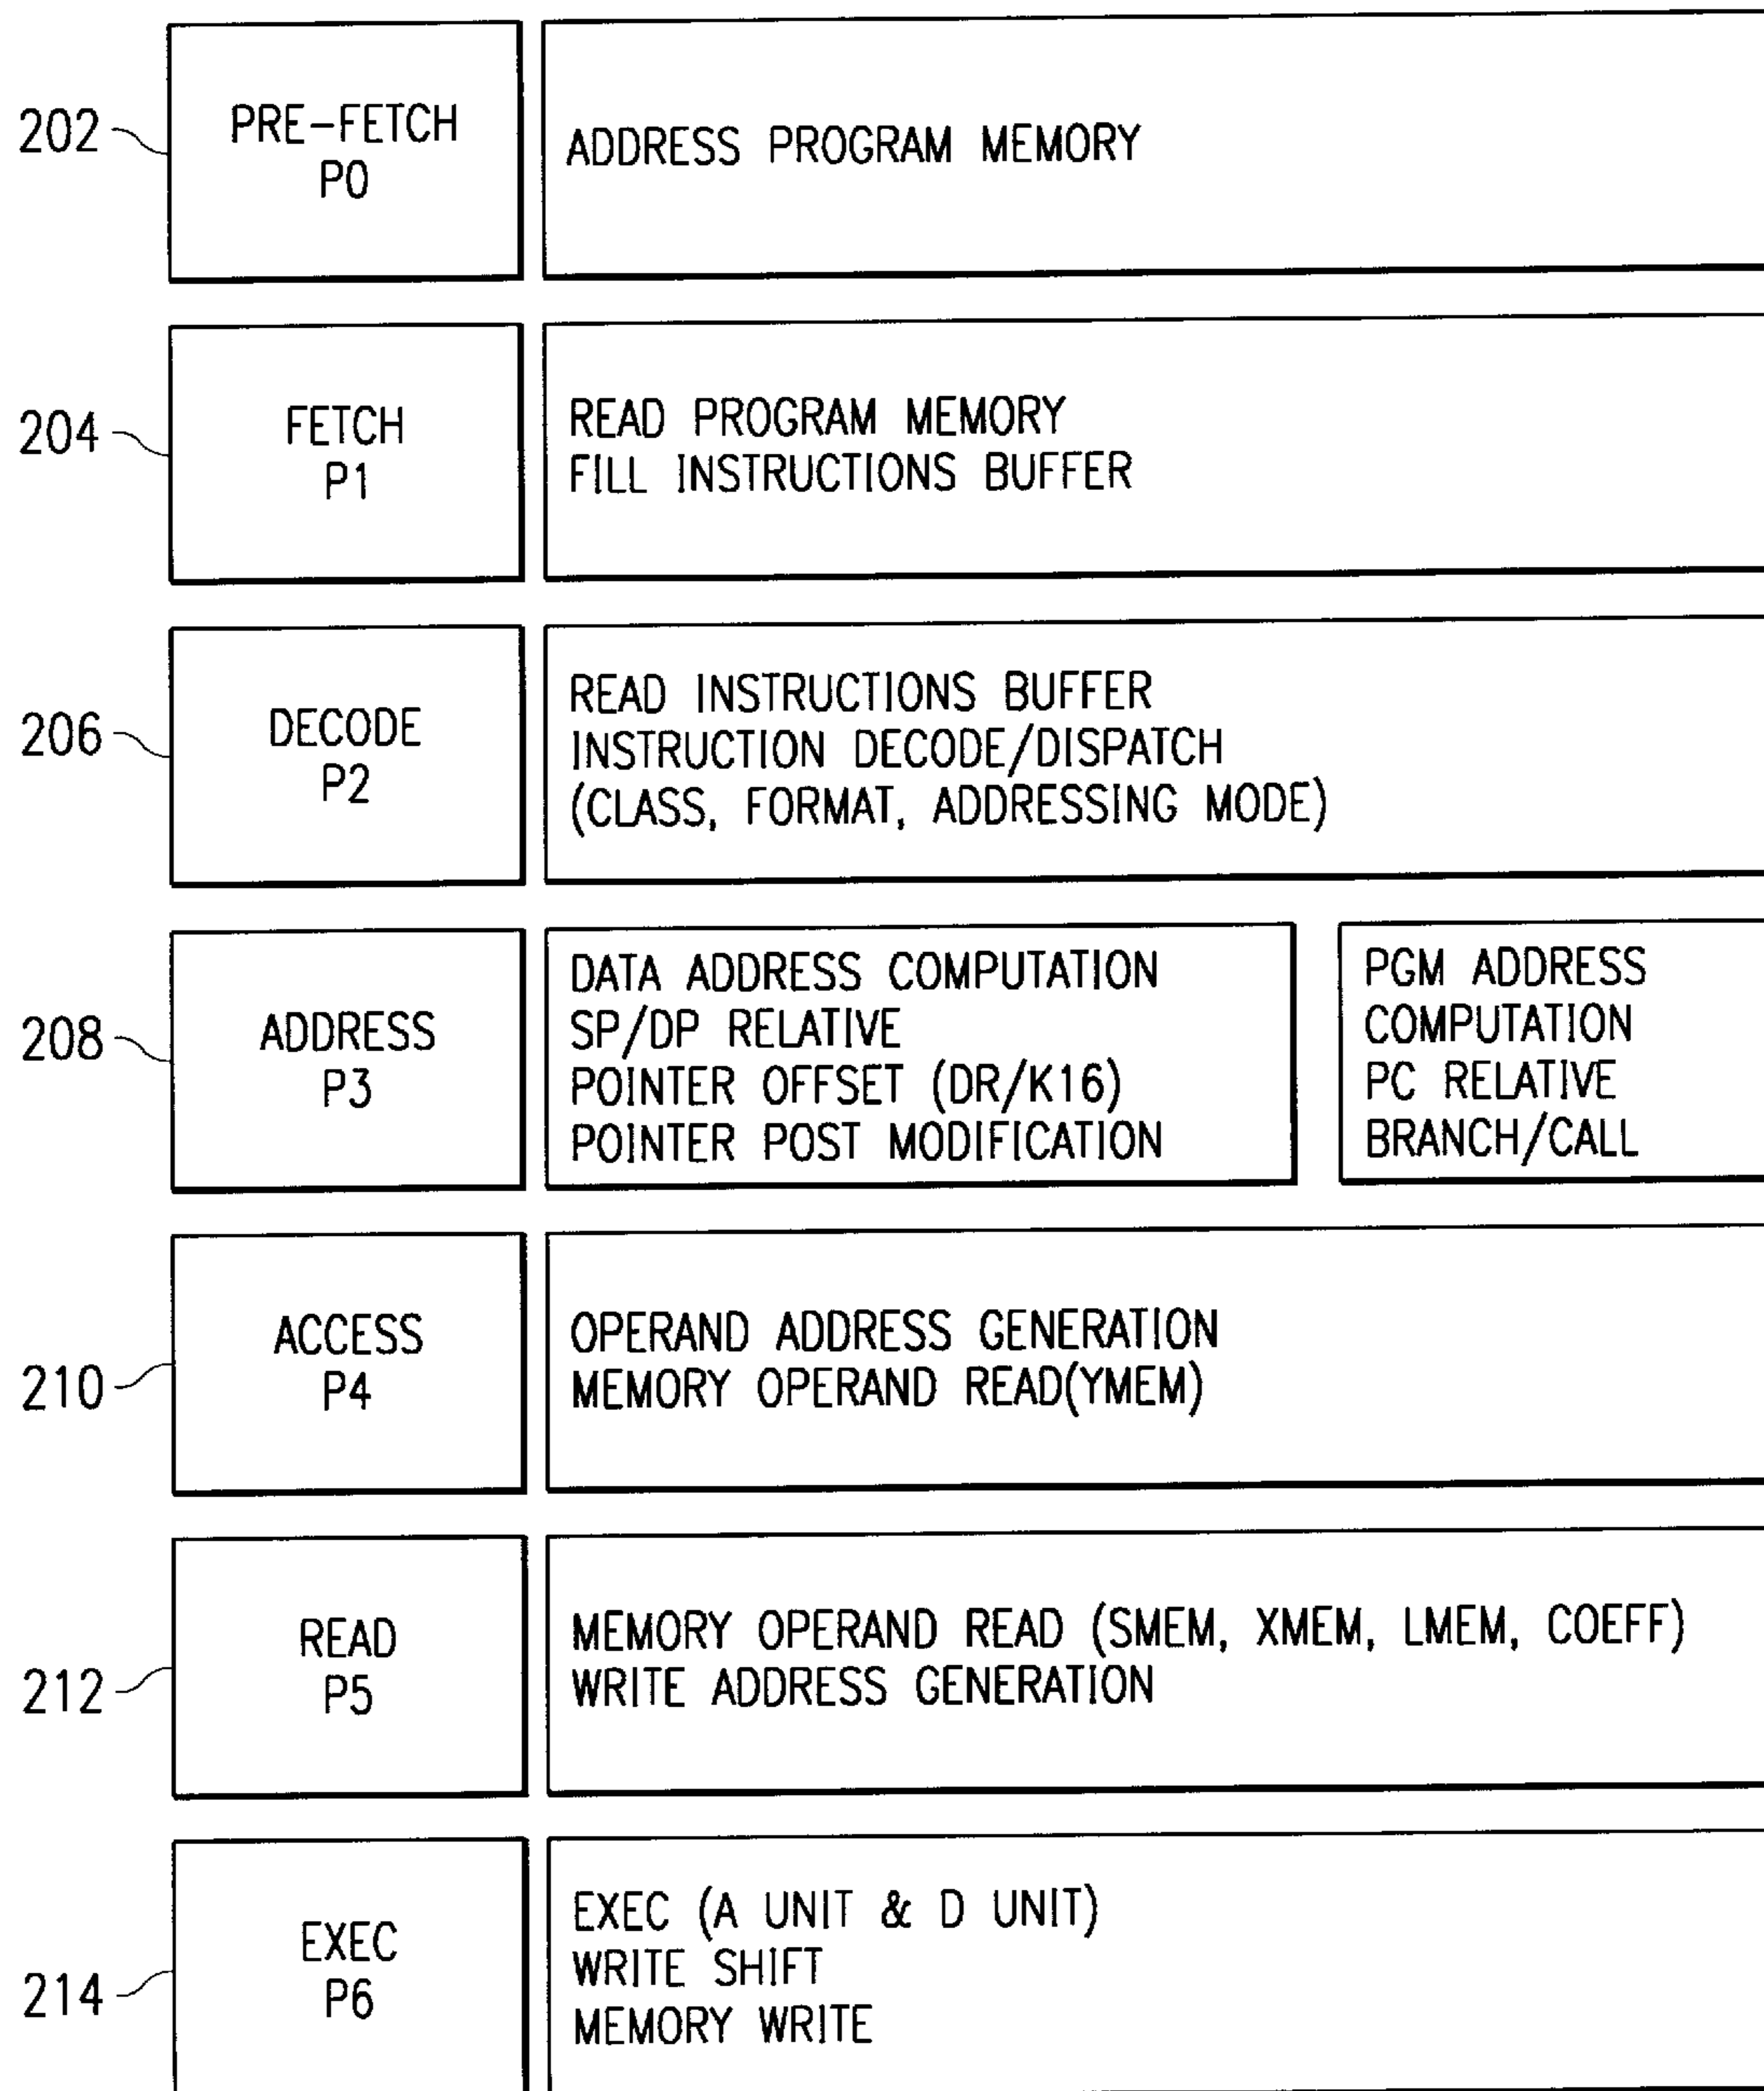 202
PRE-FETCH
P0
ADDRESS PROGRAM MEMORY
204
FETCH
P1
READ PROGRAM MEMORY
FILL INSTRUCTIONS BUFFER
206
DECODE
P2
READ INSTRUCTIONS BUFFER
INSTRUCTION DECODE/DISPATCH
(CLASS, FORMAT, ADDRESSING MODE)
208
ADDRESS
P3
DATA ADDRESS COMPUTATION
SP/DP RELATIVE
POINTER OFFSET (DR/K16)
POINTER POST MODIFICATION
PGM ADDRESS
COMPUTATION
PC RELATIVE
BRANCH/CALL
210
ACCESS
P4
OPERAND ADDRESS GENERATION
MEMORY OPERAND READ(YMEM)
212
READ
P5
MEMORY OPERAND READ (SMEM, XMEM, LMEM, COEFF)
WRITE ADDRESS GENERATION
214
EXEC
P6
EXEC (A UNIT & D UNIT)
WRITE SHIFT
MEMORY WRITE